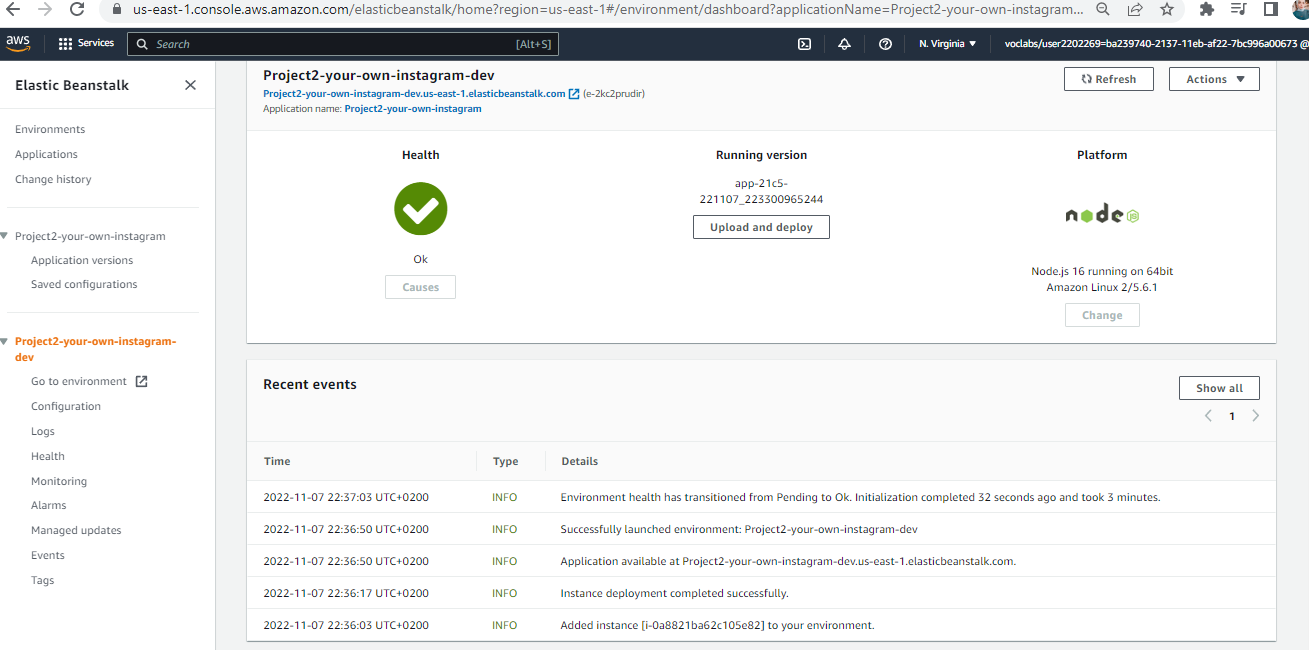 us-east-1.console.aws.amazon.com/elasticbeanstalk/home?region=us-east-1#/environment/dashboard?applicationName=Project2-your-own-instagram...
aws
Services
Search
[Alt+S]
N. Virginia
voclabs/user2202269=ba239740-2137-11eb-af22-7bc996a00673 @
Elastic Beanstalk
Environments
Applications
Change history
Project2-your-own-instagram
Application versions
Saved configurations
Project2-your-own-instagram-
dev
Go to environment
Configuration
Logs
Health
Monitoring
Alarms
Managed updates
Events
Tags
Project2-your-own-instagram-dev
Project2-your-own-instagram-dev.us-east-1.elasticbeanstalk.com (e-2kc2prudir)
Application name: Project2-your-own-instagram
Refresh
Actions
Health
Ok
Causes
Running version
app-21c5-
221107_223300965244
Upload and deploy
Platform
node JS
Node.js 16 running on 64bit
Amazon Linux 2/5.6.1
Change
Recent events
Show all
1
Time Type Details
2022-11-07 22:37:03 UTC+0200 INFO Environment health has transitioned from Pending to Ok. Initialization completed 32 seconds ago and took 3 minutes.
2022-11-07 22:36:50 UTC+0200 INFO Successfully launched environment: Project2-your-own-instagram-dev
2022-11-07 22:36:50 UTC+0200 INFO Application available at Project2-your-own-instagram-dev.us-east-1.elasticbeanstalk.com.
2022-11-07 22:36:17 UTC+0200 INFO Instance deployment completed successfully.
2022-11-07 22:36:03 UTC+0200 INFO Added instance [i-0a8821ba62c105e82] to your environment.